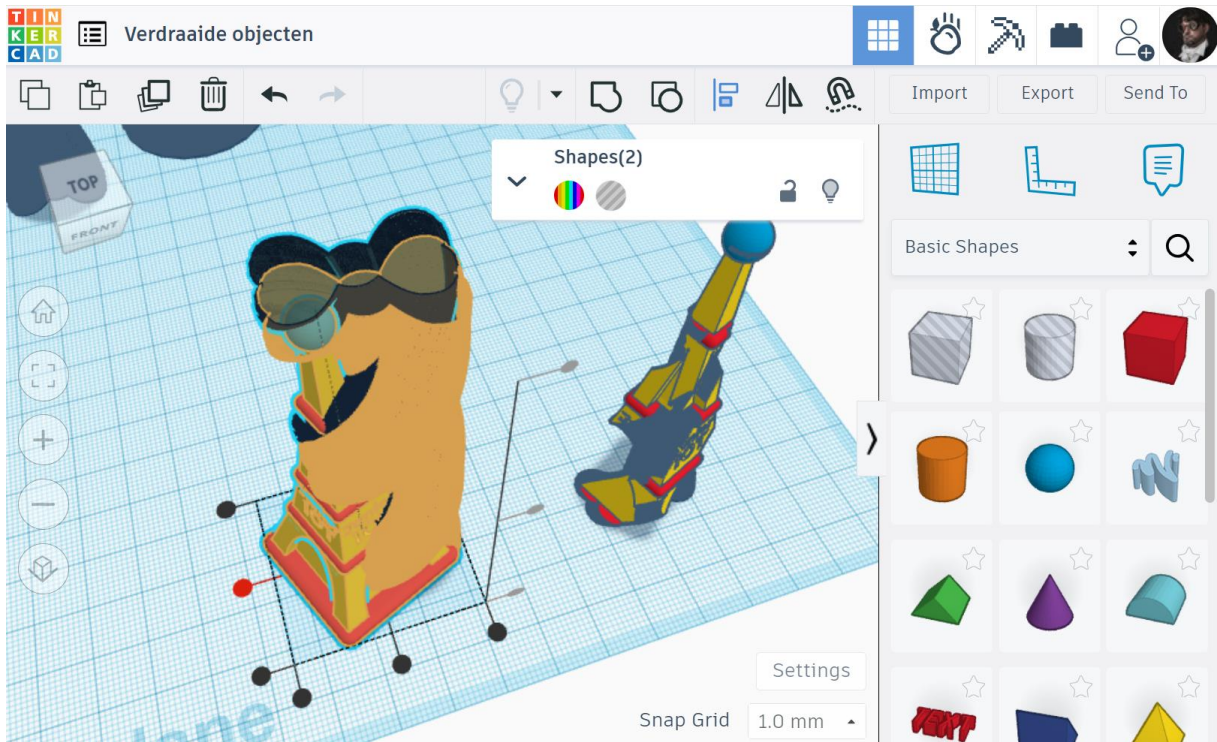 TIN
KER
CAD
Verdraaide objecten
Import
Export
Send To
Shapes(2)
TOP
FRONT
Basic Shapes
TEXT
Settings
Snap Grid
1.0 mm